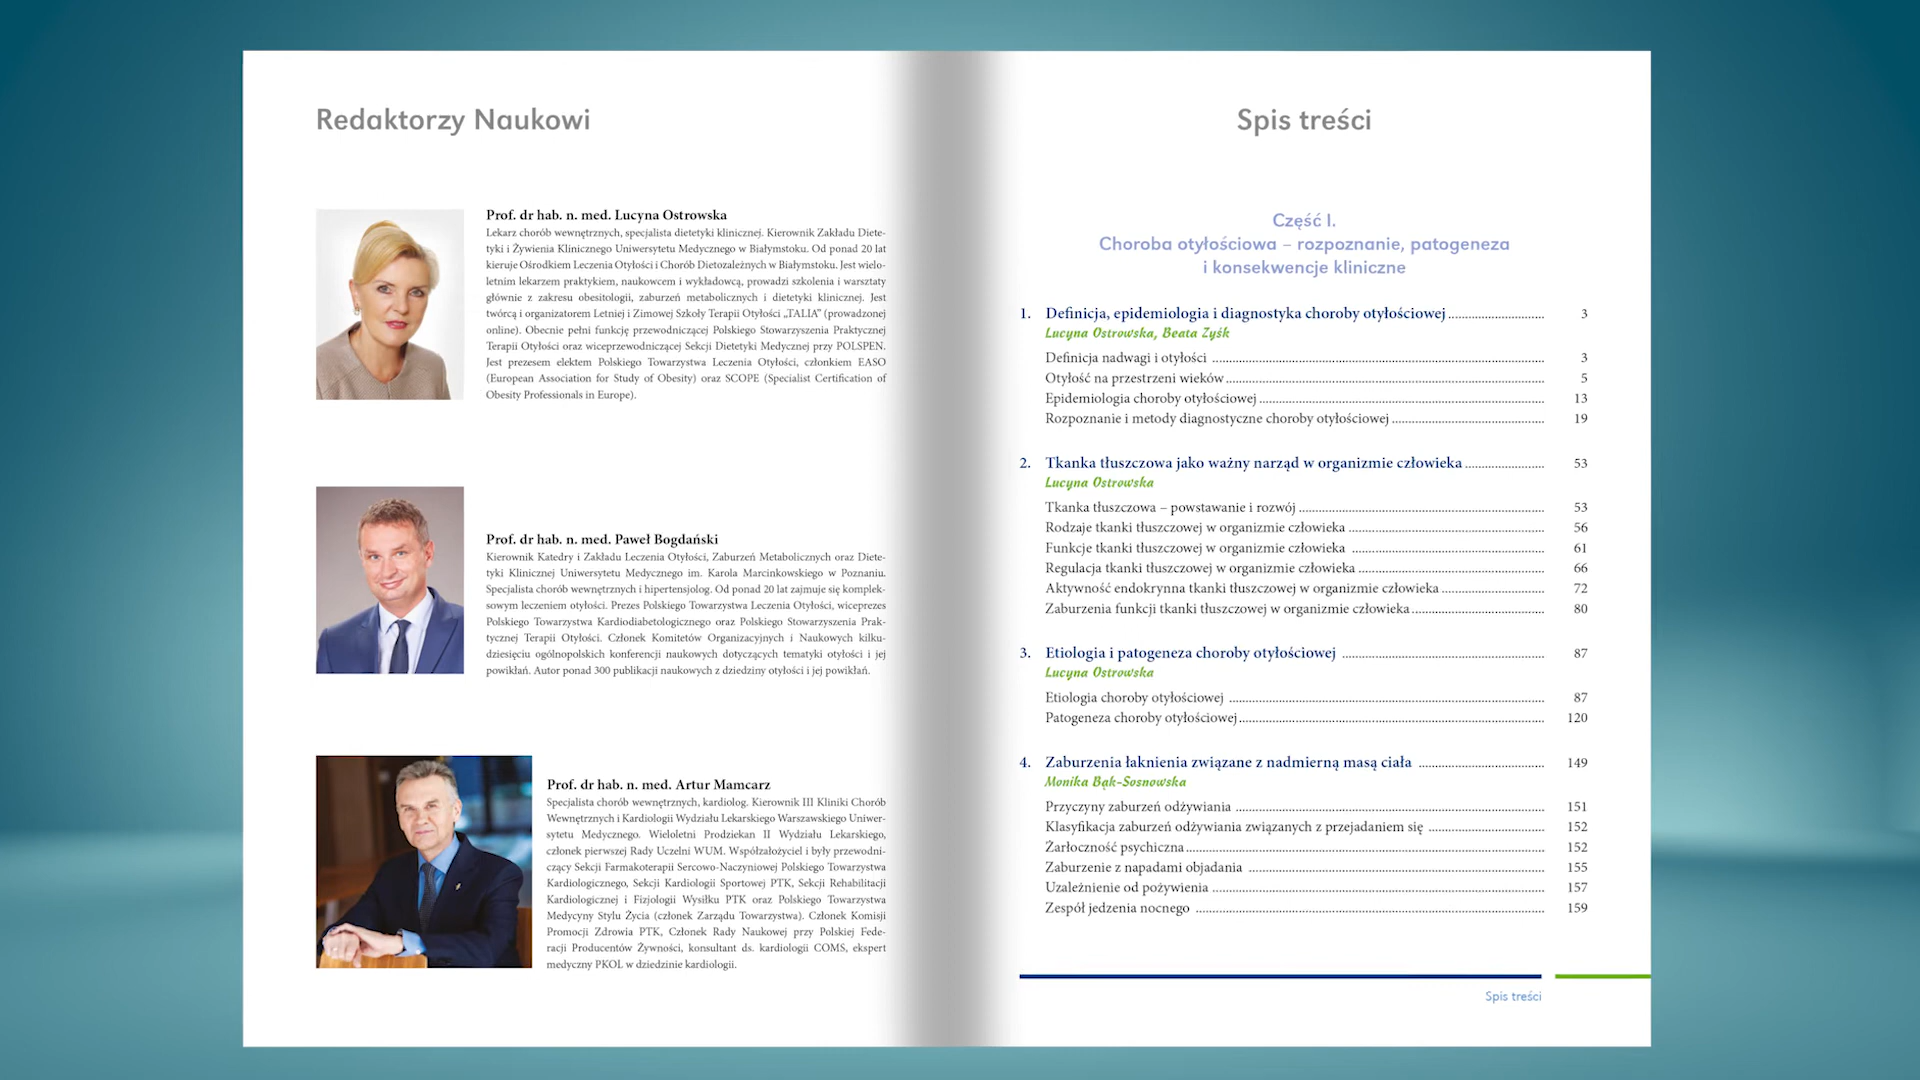 Redaktorzy Naukowi
Prof. dr hab. n. med. Lucyna Ostrowska
Lekarz chorób wewnętrznych, specjalista dietetyki klinicznej. Kierownik Zakładu Diete-
tyki i Żywienia Klinicznego Uniwersytetu Medycznego w Białymstoku. Od ponad 20 lat
kieruje Ośrodkiem Leczenia Otyłości i Chorób Dietozależnych w Białymstoku. Jest wielo-
letnim lekarzem praktykiem, naukowcem i wykładowcą, prowadzi szkolenia i warsztaty
głównie z zakresu obesitologii, zaburzeń metabolicznych i dietetyki klinicznej. Jest
twórcą i organizatorem Letniej i Zimowej Szkoły Terapii Otyłości „TALIA” (prowadzonej
online). Obecnie pełni funkcję przewodniczącej Polskiego Stowarzyszenia Praktycznej
Terapii Otyłości oraz wiceprzewodniczącej Sekcji Dietetyki Medycznej przy POLSPEN.
Jest prezesem elektem Polskiego Towarzystwa Leczenia Otyłości, członkiem EASO
(European Association for Study of Obesity) oraz SCOPE (Specialist Certification of
Obesity Professionals in Europe).
Prof. dr hab. n. med. Paweł Bogdański
Kierownik Katedry i Zakładu Leczenia Otyłości, Zaburzeń Metabolicznych oraz Diete-
tyki Klinicznej Uniwersytetu Medycznego im. Karola Marcinkowskiego w Poznaniu.
Specjalista chorób wewnętrznych i hipertensjolog. Od ponad 20 lat zajmuje się komplek-
sowym leczeniem otyłości. Prezes Polskiego Towarzystwa Leczenia Otyłości, wiceprezes
Polskiego Towarzystwa Kardiodiabetologicznego oraz Polskiego Stowarzyszenia Prak-
tycznej Terapii Otyłości. Członek Komitetów Organizacyjnych i Naukowych kilku-
dziesięciu ogólnopolskich konferencji naukowych dotyczących tematyki otyłości i jej
powikłań. Autor ponad 300 publikacji naukowych z dziedziny otyłości i jej powikłań.
Prof. dr hab. n. med. Artur Mamcarz
Specjalista chorób wewnętrznych, kardiolog. Kierownik III Kliniki Chorób
Wewnętrznych i Kardiologii Wydziału Lekarskiego Warszawskiego Uniwer-
sytetu Medycznego. Wieloletni Prodziekan II Wydziału Lekarskiego,
członek pierwszej Rady Uczelni WUM. Współzałożyciel i były przewodni-
czący Sekcji Farmakoterapii Sercowo-Naczyniowej Polskiego Towarzystwa
Kardiologicznego, Sekcji Kardiologii Sportowej PTK, Sekcji Rehabilitacji
Kardiologicznej i Fizjologii Wysiłku PTK oraz Polskiego Towarzystwa
Medycyny Stylu Życia (członek Zarządu Towarzystwa). Członek Komisji
Promocji Zdrowia PTK, Członek Rady Naukowej przy Polskiej Fede-
racji Producentów Żywności, konsultant ds. kardiologii COMS, ekspert
medyczny PKOL w dziedzinie kardiologii.
Spis treści
Część I.
Choroba otyłościowa – rozpoznanie, patogeneza
i konsekwencje kliniczne
1. Definicja, epidemiologia i diagnostyka choroby otyłościowej 3
Lucyna Ostrowska, Beata Zyśk
Definicja nadwagi i otyłości 3
Otyłość na przestrzeni wieków 5
Epidemiologia choroby otyłościowej 13
Rozpoznanie i metody diagnostyczne choroby otyłościowej 19
2. Tkanka tłuszczowa jako ważny narząd w organizmie człowieka 53
Lucyna Ostrowska
Tkanka tłuszczowa – powstawanie i rozwój 53
Rodzaje tkanki tłuszczowej w organizmie człowieka 56
Funkcje tkanki tłuszczowej w organizmie człowieka 61
Regulacja tkanki tłuszczowej w organizmie człowieka 66
Aktywność endokrynna tkanki tłuszczowej w organizmie człowieka 72
Zaburzenia funkcji tkanki tłuszczowej w organizmie człowieka 80
3. Etiologia i patogeneza choroby otyłościowej 87
Lucyna Ostrowska
Etiologia choroby otyłościowej 87
Patogeneza choroby otyłościowej 120
4. Zaburzenia łaknienia związane z nadmierną masą ciała 149
Monika Bąk-Sosnowska
Przyczyny zaburzeń odżywiania 151
Klasyfikacja zaburzeń odżywiania związanych z przejadaniem się 152
Żarłoczność psychiczna 152
Zaburzenie z napadami objadania 155
Uzależnienie od pożywienia 157
Zespół jedzenia nocnego 159
Spis treści